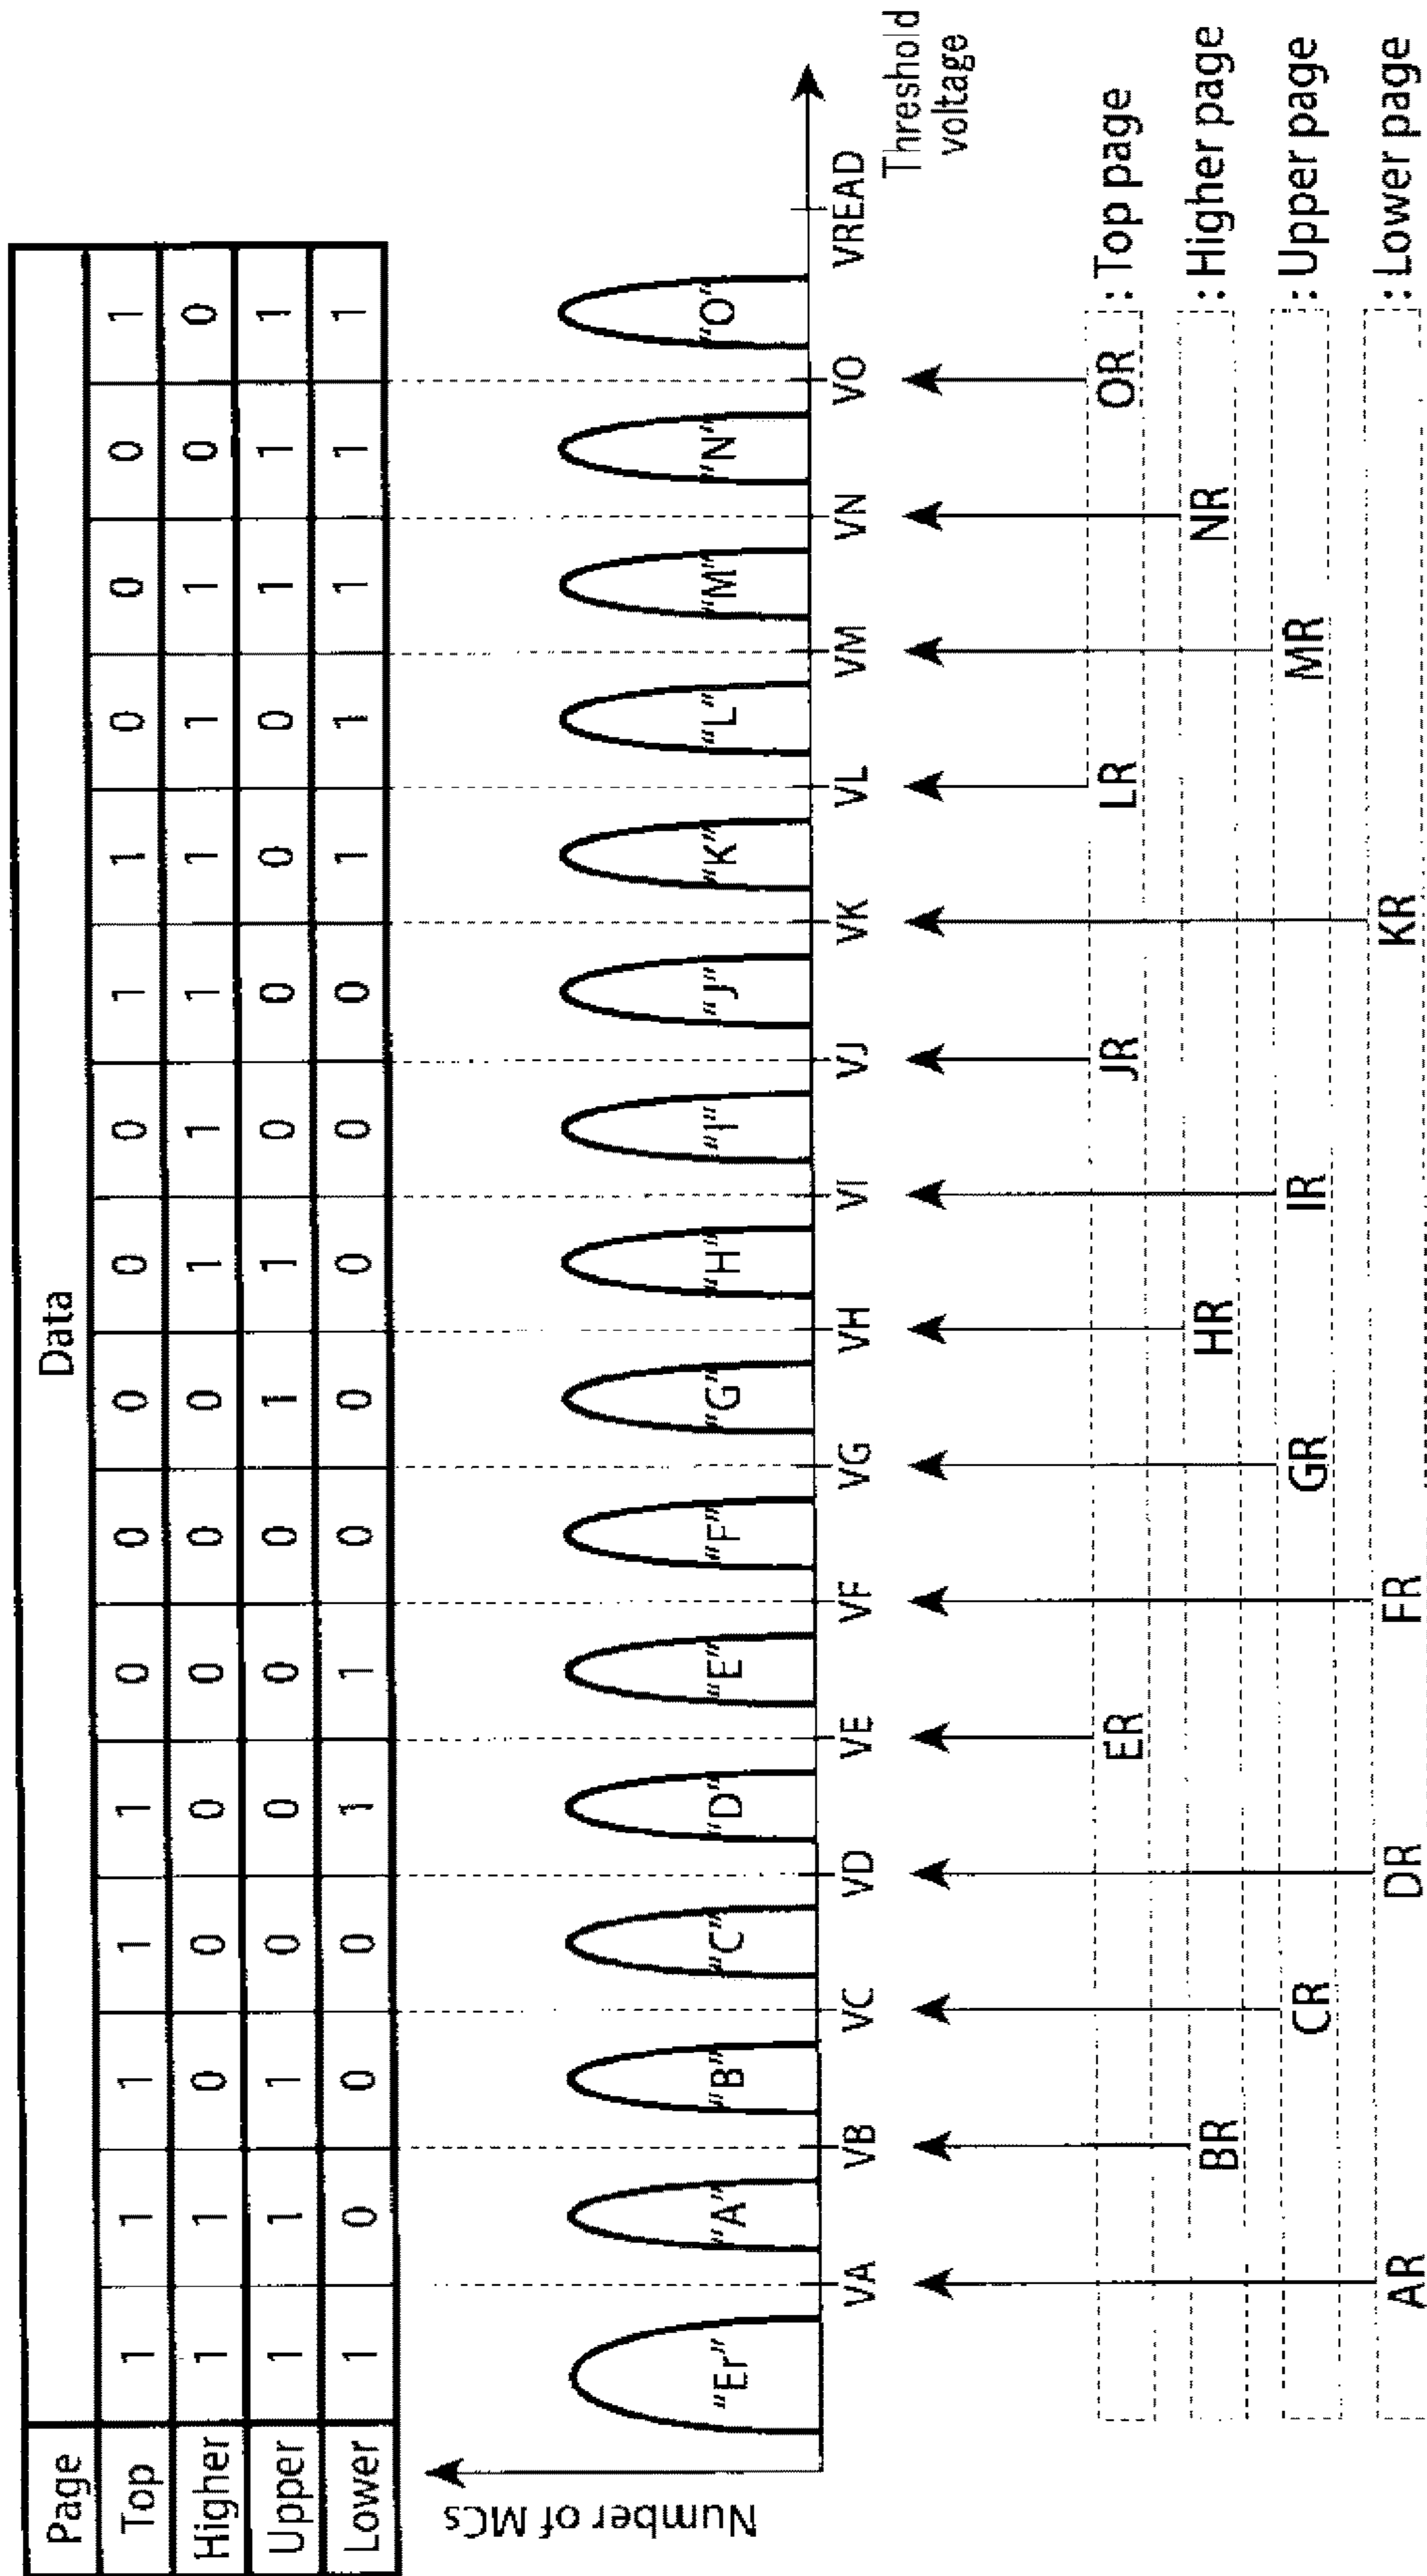 Page Data
Top 1 1 1 1 1 0 0 0 0 0 1 1 0 0 0 1
Higher 1 1 0 0 0 0 0 0 1 1 1 1 1 1 0 0
Upper 1 1 1 0 0 0 0 1 1 0 0 0 0 1 1 1
Lower 1 0 0 0 1 1 0 0 0 0 0 1 1 1 1 1
Number of MCs
"Er" "A" "B" "C" "D" "E" "F" "G" "H" "I" "J" "K" "L" "M" "N" "O"
VA VB VC VD VE VF VG VH VI VJ VK VL VM VN VO VREAD
Threshold
voltage
ER JR LR OR : Top page
BR HR NR : Higher page
CR GR IR MR : Upper page
AR DR FR KR : Lower page